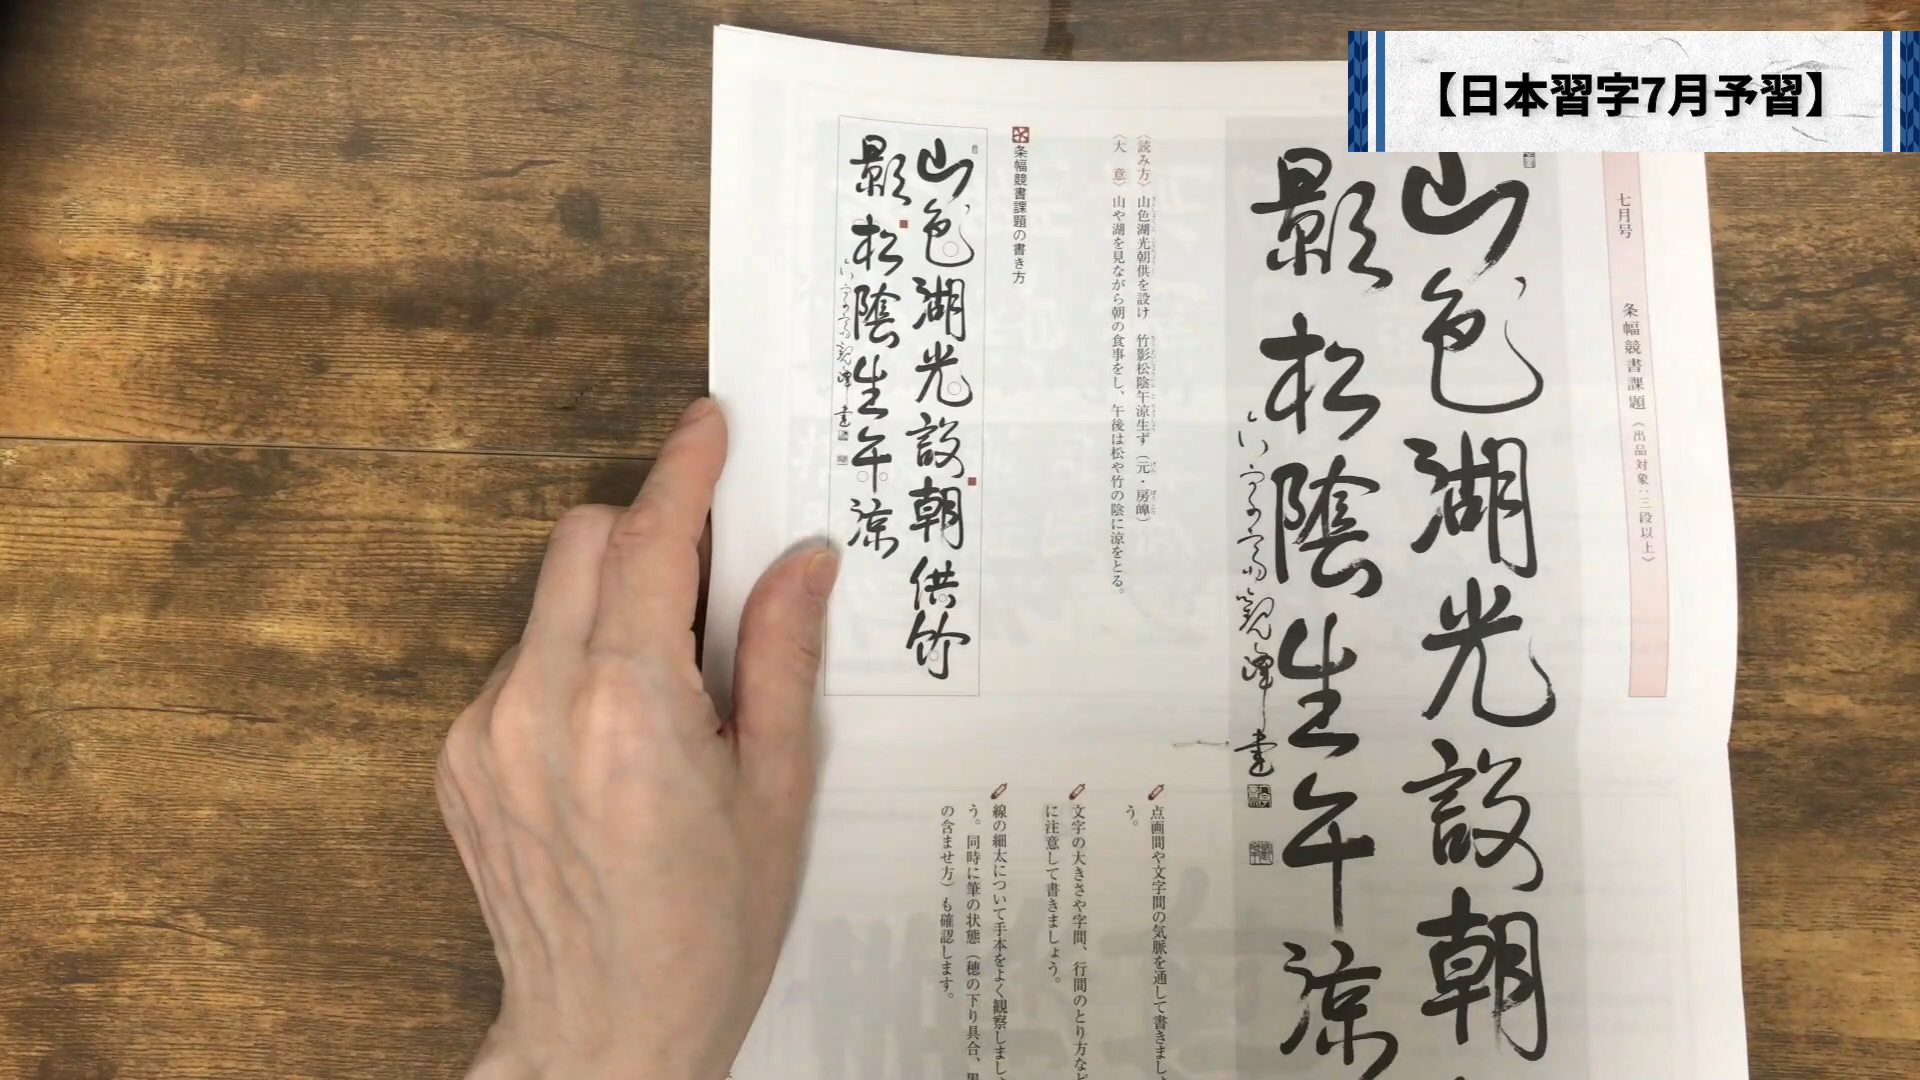 【日本習字7月予習】
七月号 条幅競書課題《出品対象:三段以上》
山色湖光設朝
影松陰生午涼
〈読み方〉山色湖光朝供を設け 竹影松陰午涼生ず(元・房皥)
〈大 意〉山や湖を見ながら朝の食事をし、午後は松や竹の陰に涼をとる。
条幅競書課題の書き方
山色湖光設朝供竹
影松陰生午涼
点画間や文字間の気脈を通して書きましょ
う。
文字の大きさや字間、行間のとり方など
に注意して書きましょう。
線の細太について手本をよく観察しましょ
う。同時に筆の状態(穂の下り具合、墨
の含ませ方)も確認します。